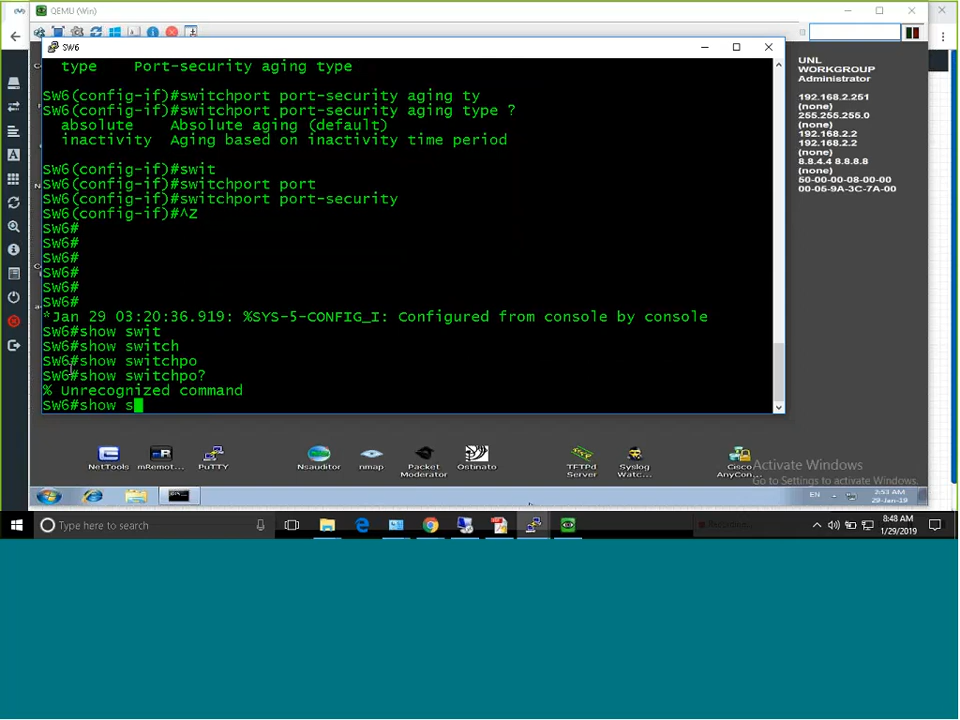 QEMU (Win)
SW6
type    Port-security aging type
SW6(config-if)#switchport port-security aging ty
SW6(config-if)#switchport port-security aging type ?
absolute    Absolute aging (default)
inactivity  Aging based on inactivity time period
SW6(config-if)#swit
SW6(config-if)#switchport port
SW6(config-if)#switchport port-security
SW6(config-if)#^Z
SW6#
SW6#
SW6#
SW6#
SW6#
SW6#
*Jan 29 03:20:36.919: %SYS-5-CONFIG_I: Configured from console by console
SW6#show swit
SW6#show switch
SW6#show switchpo
SW6#show switchpo?
% Unrecognized command
SW6#show s
UNL
WORKGROUP
Administrator
192.168.2.251
(none)
255.255.255.0
192.168.2.2
192.168.2.2
(none)
8.8.4.4 8.8.8.8
(none)
50-00-00-08-00-00
00-05-9A-3C-7A-00
NetTools
mRemot...
PuTTY
Nsauditor
nmap
Packet Moderator
Ostinato
TFTPd Server
Syslog Watc...
Cisco AnyCon...
Activate Windows
Go to Settings to activate Windows.
EN
2:53 AM
29-Jan-19
Type here to search
8:48 AM
1/29/2019